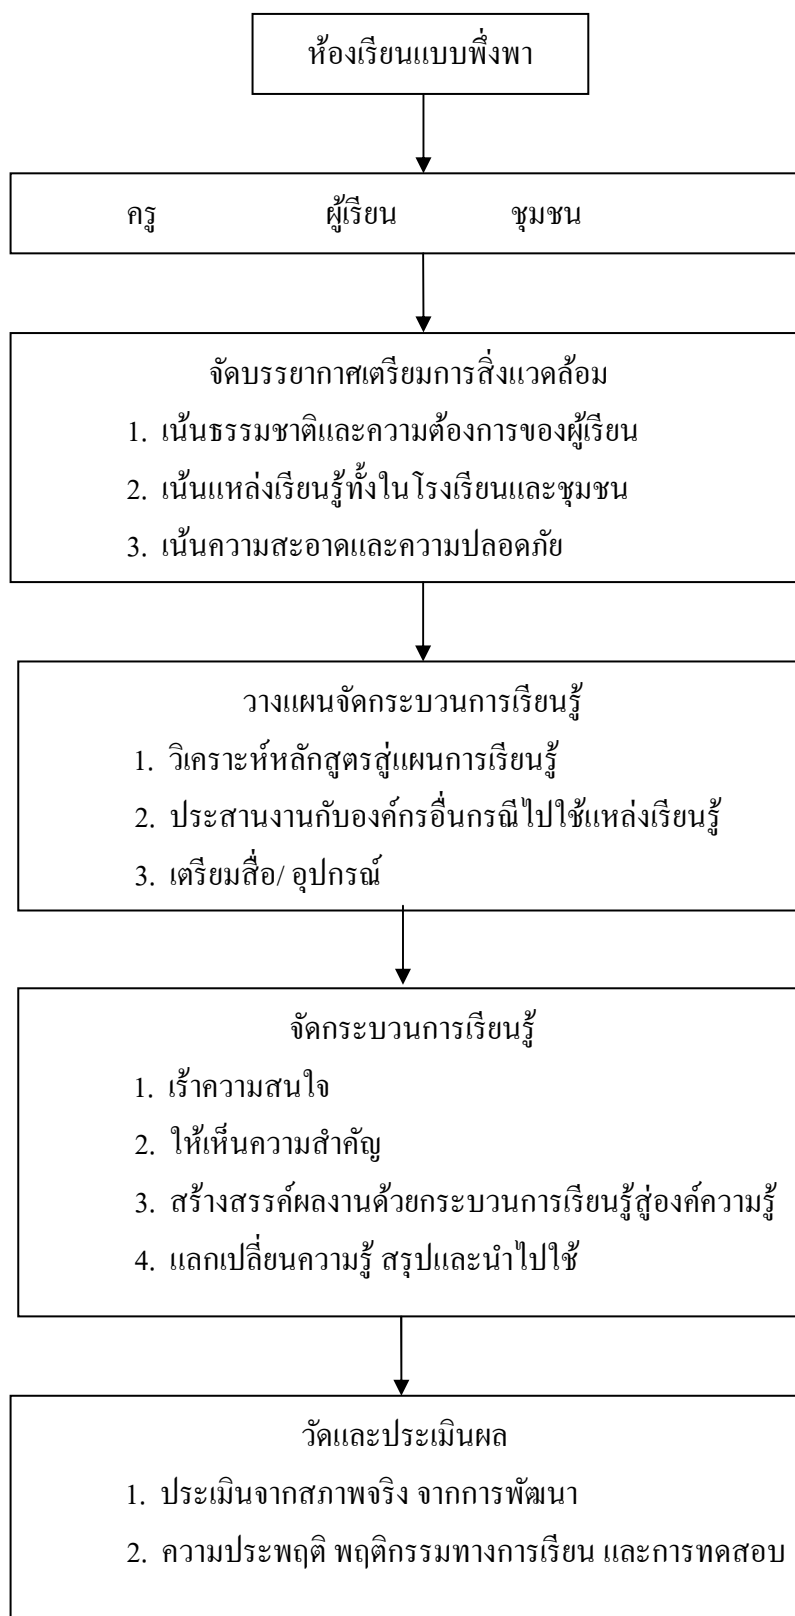 ห้องเรียนแบบพึ่งพา
ครู ผู้เรียน ชุมชน
จัดบรรยากาศเตรียมการสิ่งแวดล้อม
1. เน้นธรรมชาติและความต้องการของผู้เรียน
2. เน้นแหล่งเรียนรู้ทั้งในโรงเรียนและชุมชน
3. เน้นความสะอาดและความปลอดภัย
วางแผนจัดกระบวนการเรียนรู้
1. วิเคราะห์หลักสูตรสู่แผนการเรียนรู้
2. ประสานงานกับองค์กรอื่นกรณีไปใช้แหล่งเรียนรู้
3. เตรียมสื่อ/ อุปกรณ์
จัดกระบวนการเรียนรู้
1. เร้าความสนใจ
2. ให้เห็นความสำคัญ
3. สร้างสรรค์ผลงานด้วยกระบวนการเรียนรู้สู่องค์ความรู้
4. แลกเปลี่ยนความรู้ สรุปและนำไปใช้
วัดและประเมินผล
1. ประเมินจากสภาพจริง จากการพัฒนา
2. ความประพฤติ พฤติกรรมทางการเรียน และการทดสอบ